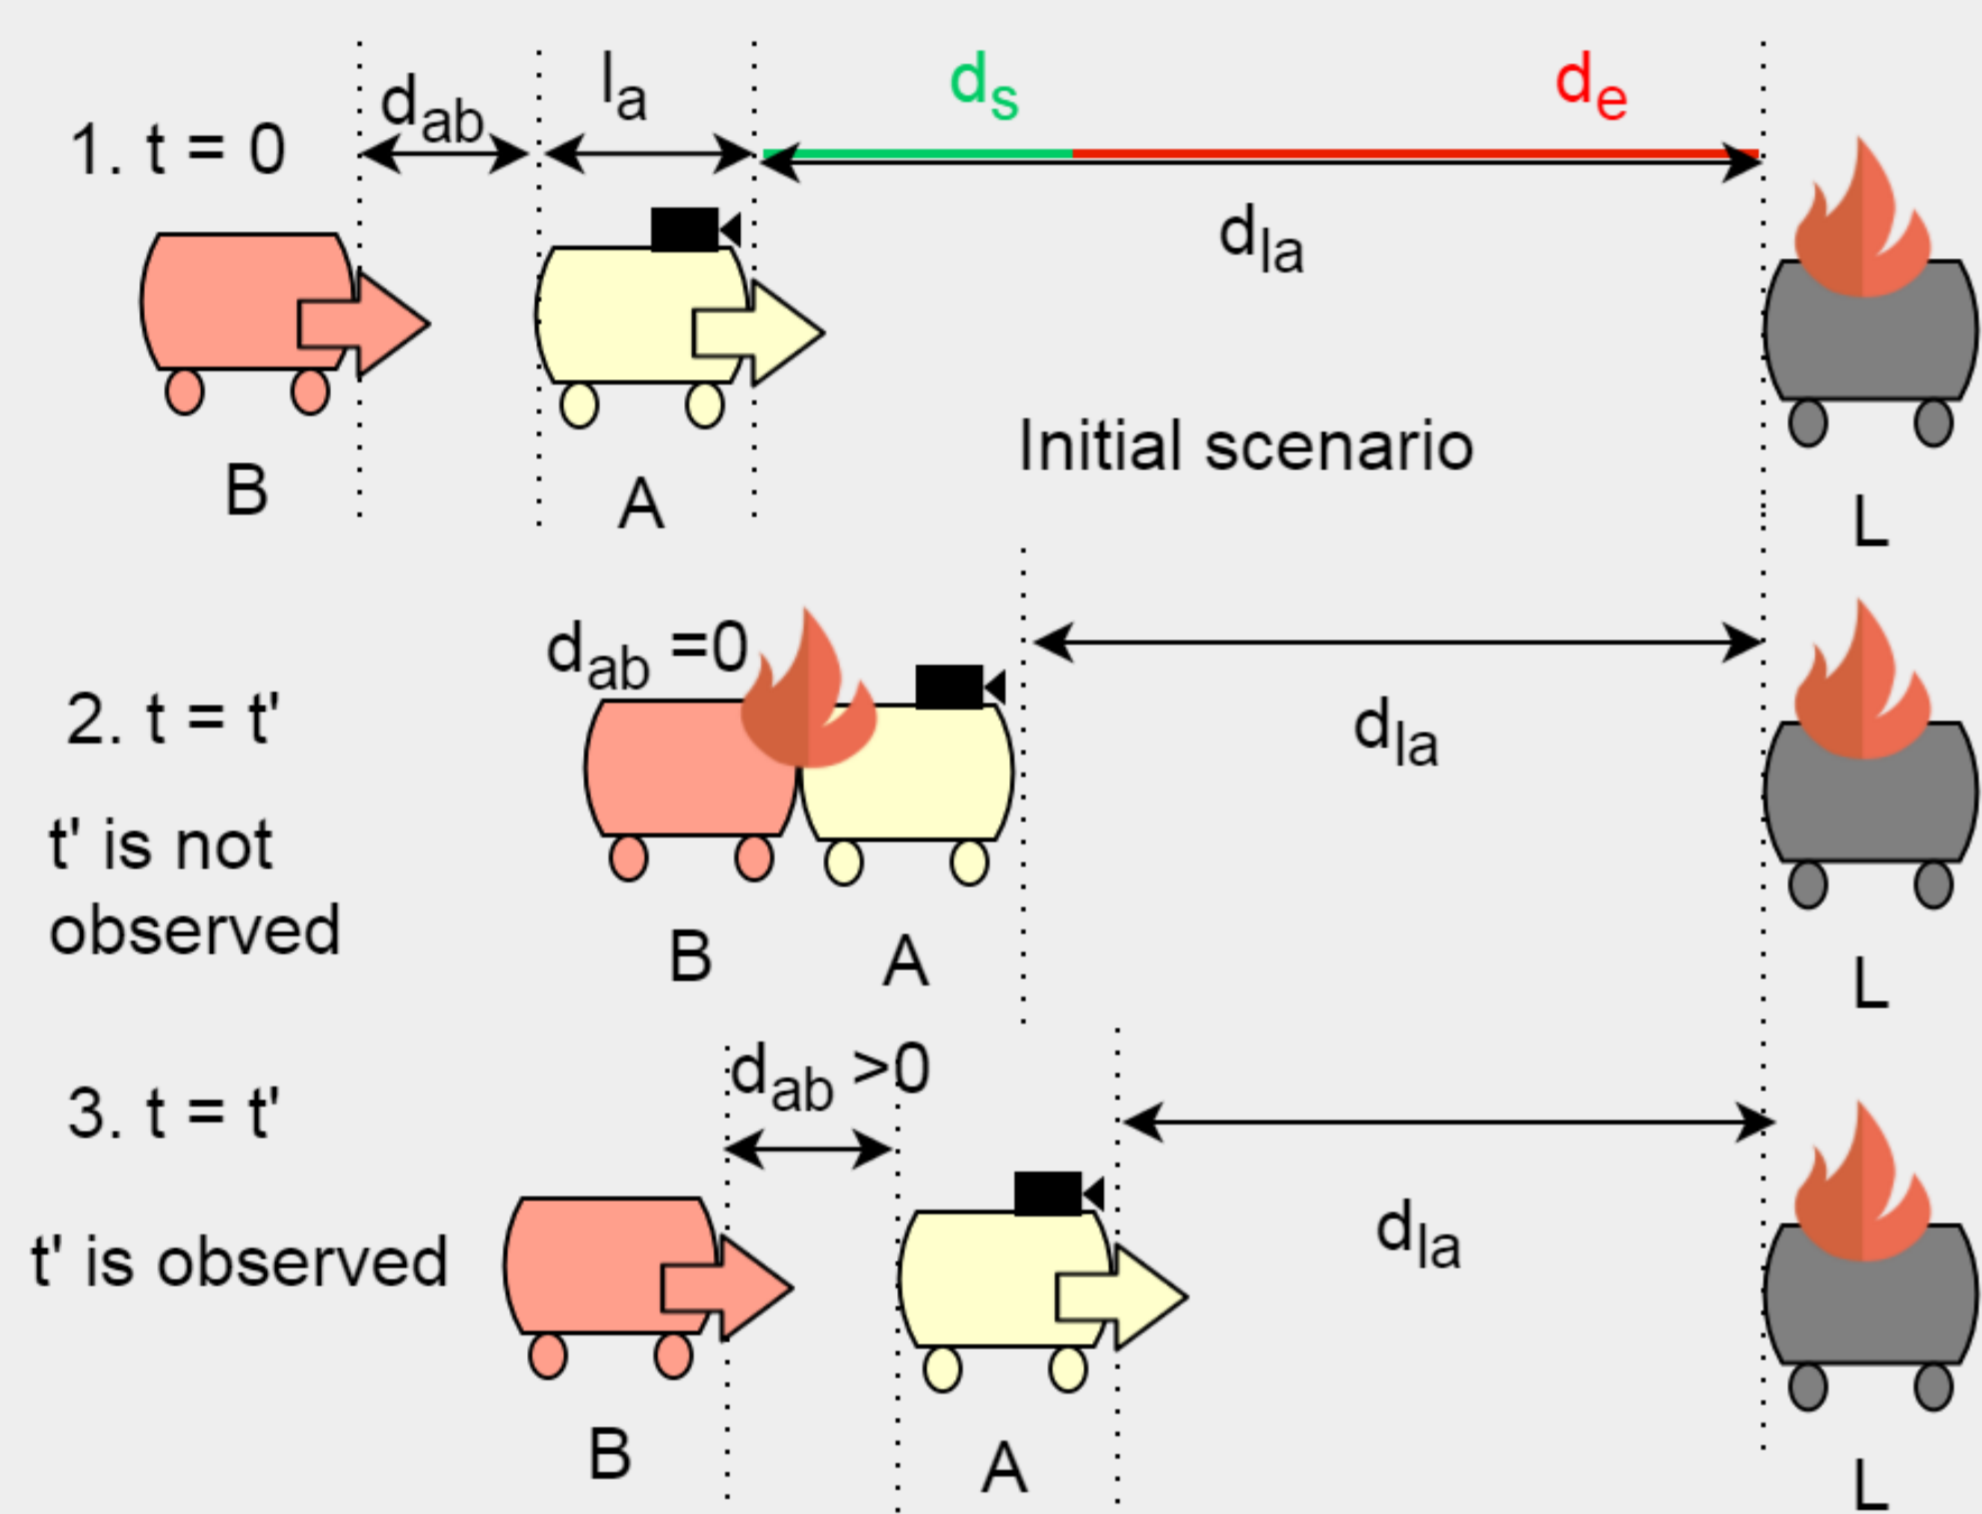 1. t = 0
dab
la
ds
de
dla
Initial scenario
B
A
L
2. t = t'
t' is not
observed
dab =0
dla
B
A
L
3. t = t'
t' is observed
dab >0
dla
B
A
L